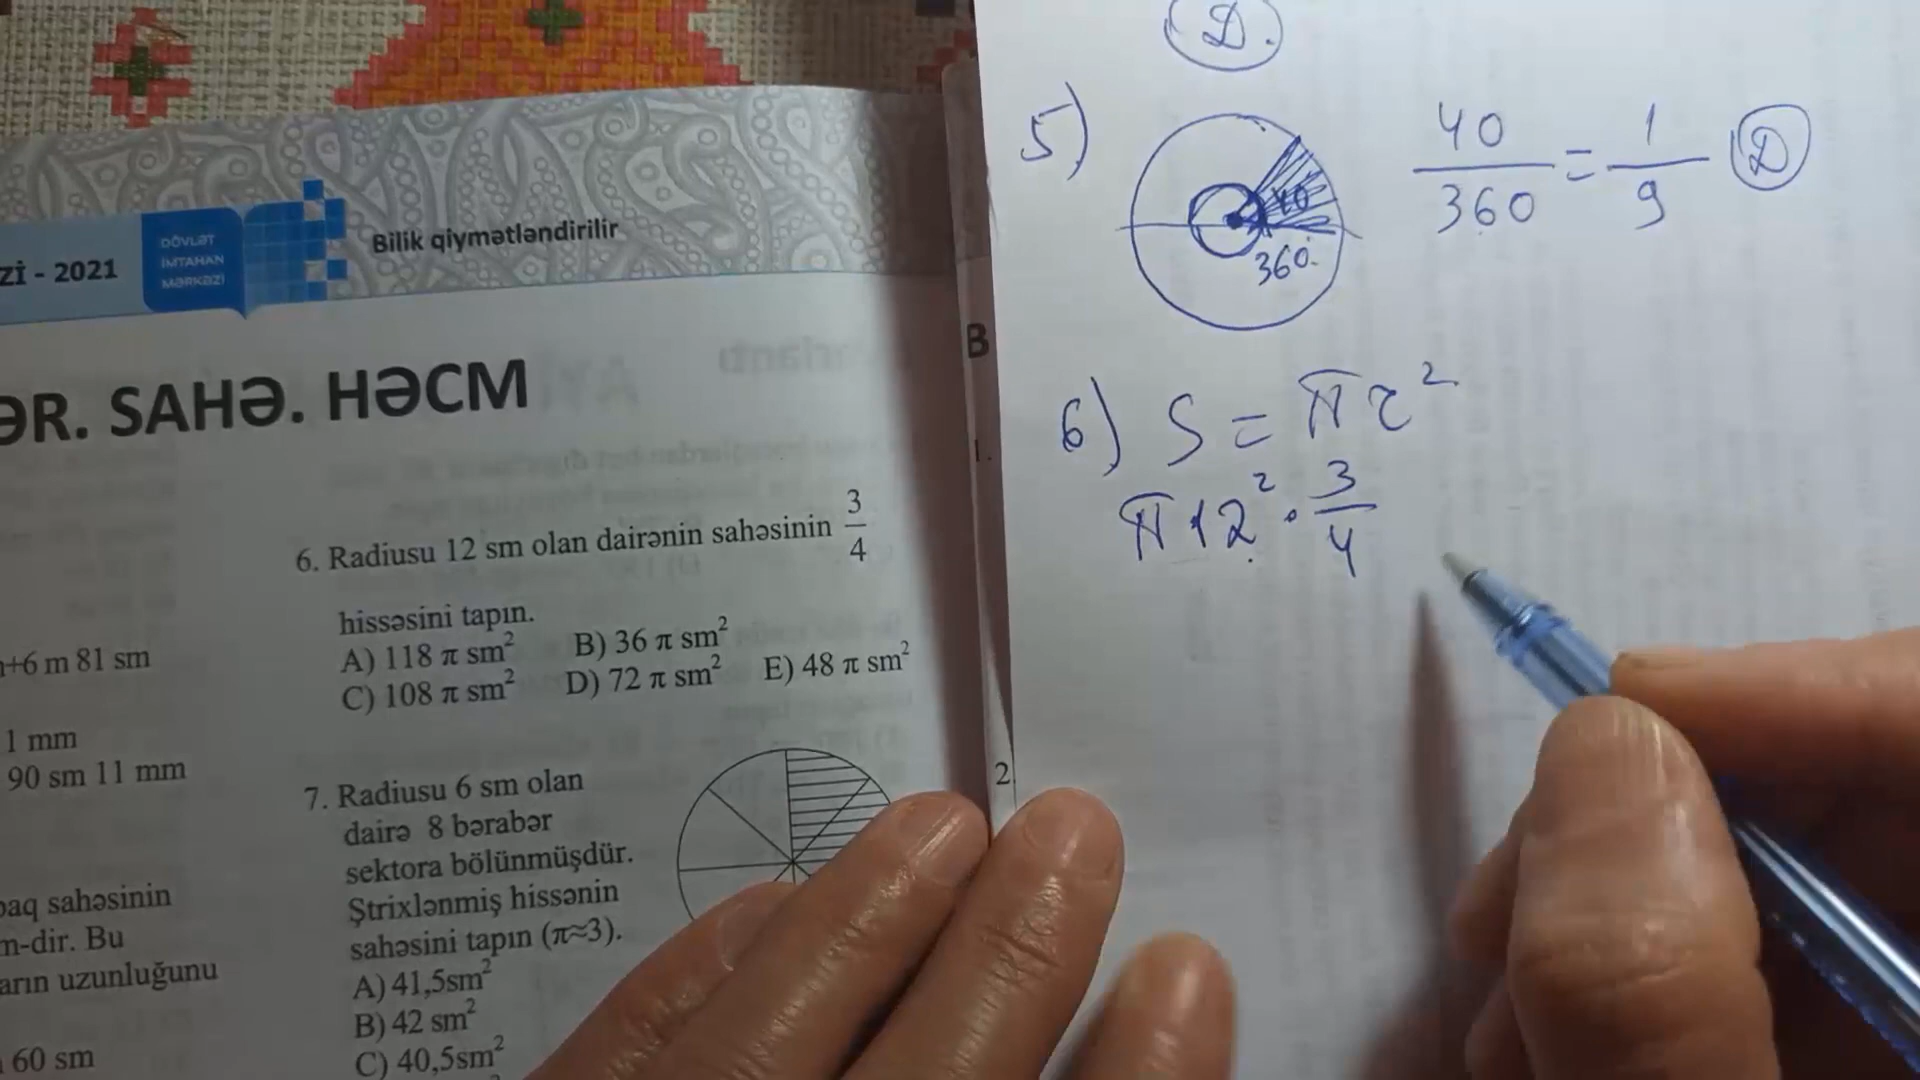 Zİ - 2021
DÖVLƏT
İMTAHAN
MƏRKƏZİ
Bilik qiymətləndirilir
ƏR. SAHƏ. HƏCM
+6 m 81 sm
1 mm
90 sm 11 mm
baq sahəsinin
m-dir. Bu
arın uzunluğunu
60 sm
6. Radiusu 12 sm olan dairənin sahəsinin 3/4
hissəsini tapın.
A) 118 π sm² B) 36 π sm²
C) 108 π sm² D) 72 π sm² E) 48 π sm²
7. Radiusu 6 sm olan
dairə 8 bərabər
sektora bölünmüşdür.
Ştrixlənmiş hissənin
sahəsini tapın (π≈3).
A) 41,5sm²
B) 42 sm²
C) 40,5sm²
B
1.
2
D.
5) 40/360 = 1/9 D
40
360.
6) S = πr²
π12² · 3/4